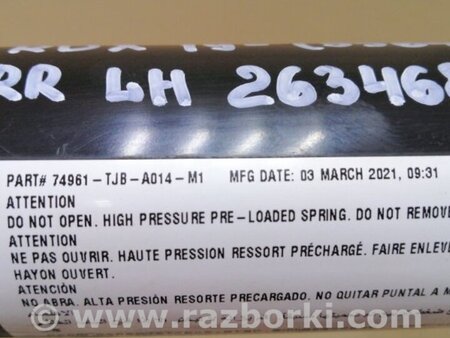 RR LH 263468
PART# 74961-TJB-A014-M1 MFG DATE: 03 MARCH 2021, 09:31
ATTENTION
DO NOT OPEN. HIGH PRESSURE PRE-LOADED SPRING. DO NOT REMOVE
ATTENTION
NE PAS OUVRIR. HAUTE PRESSION RESSORT PRÉCHARGÉ. FAIRE ENLEVE
HAYON OUVERT.
ATENCIÓN
NO ABRA. ALTA PRESIÓN RESORTE PRECARGADO. NO QUITAR PUNTAL A M
www.razborki.com